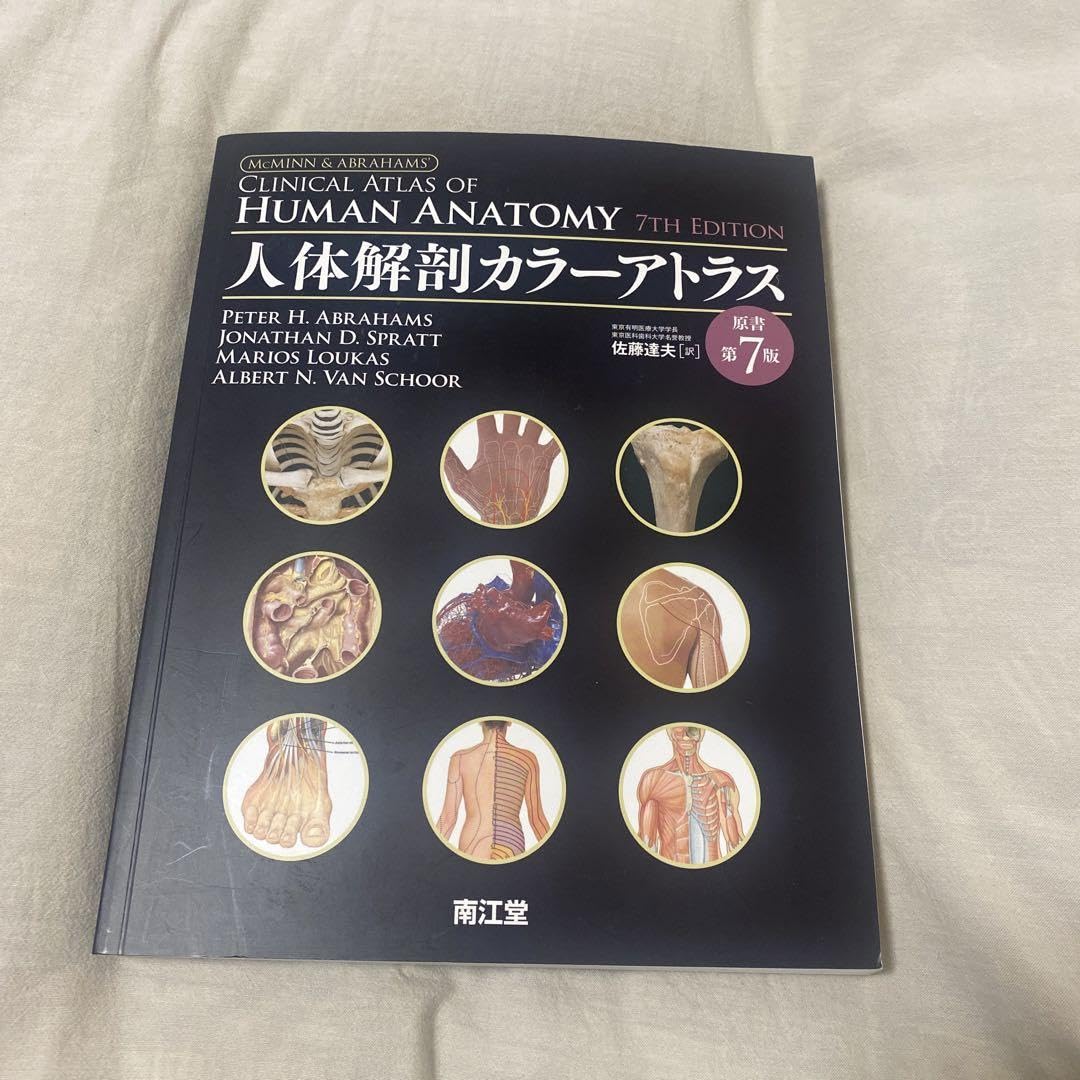 McMINN & ABRAHAMS'
CLINICAL ATLAS OF
HUMAN ANATOMY 7TH EDITION
人体解剖カラーアトラス
PETER H. ABRAHAMS
JONATHAN D. SPRATT
MARIOS LOUKAS
ALBERT N. VAN SCHOOR
東京有明医療大学学長
東京医科歯科大学名誉教授
佐藤達夫[訳]
原書
第7版
南江堂